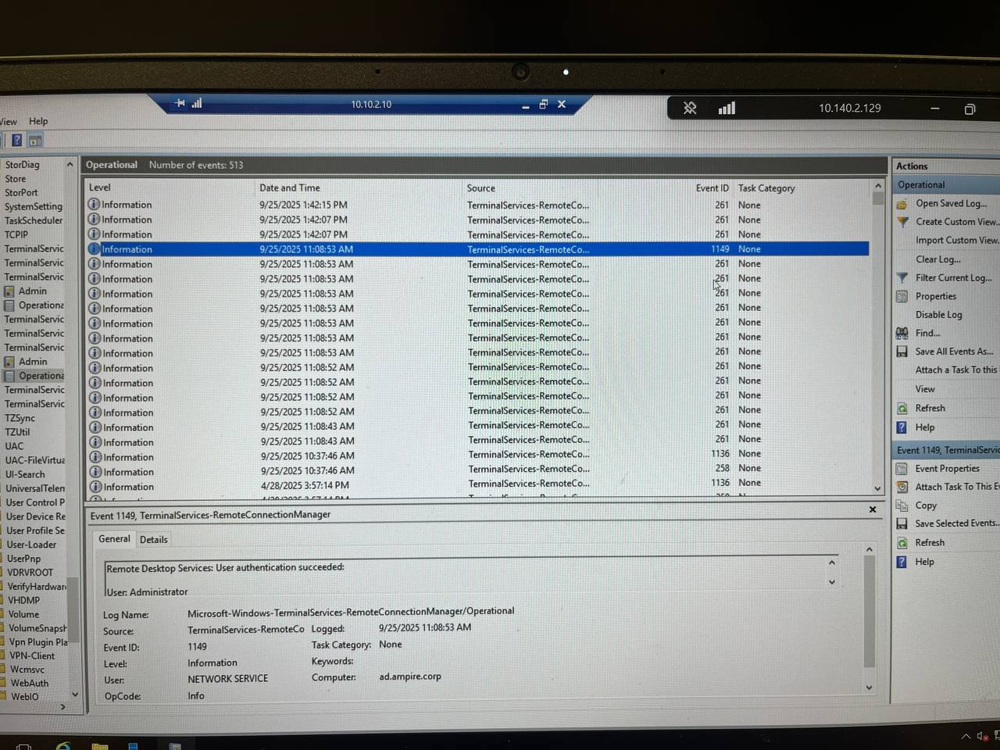 10.10.2.10
10.140.2.129
View Help
StorDiag
Store
StorPort
SystemSetting
TaskScheduler
TCPIP
TerminalServic
TerminalServic
TerminalServic
Admin
Operationa
TerminalServic
TerminalServic
TerminalServic
Admin
Operationa
TerminalServic
TerminalServic
TZSync
TZUtil
UAC
UAC-FileVirtua
UI-Search
UniversalTelem
User Control P
User Device Re
User Profile Se
User-Loader
UserPnp
VDRVROOT
VerifyHardwar
VHDMP
Volume
VolumeSnapsh
Vpn Plugin Pla
VPN-Client
Wcmsvc
WebAuth
WebIO
Operational Number of events: 513
Level Date and Time Source Event ID Task Category
Information 9/25/2025 1:42:15 PM TerminalServices-RemoteCo... 261 None
Information 9/25/2025 1:42:07 PM TerminalServices-RemoteCo... 261 None
Information 9/25/2025 1:42:07 PM TerminalServices-RemoteCo... 261 None
Information 9/25/2025 11:08:53 AM TerminalServices-RemoteCo... 1149 None
Information 9/25/2025 11:08:53 AM TerminalServices-RemoteCo... 261 None
Information 9/25/2025 11:08:53 AM TerminalServices-RemoteCo... 261 None
Information 9/25/2025 11:08:53 AM TerminalServices-RemoteCo... 261 None
Information 9/25/2025 11:08:53 AM TerminalServices-RemoteCo... 261 None
Information 9/25/2025 11:08:53 AM TerminalServices-RemoteCo... 261 None
Information 9/25/2025 11:08:53 AM TerminalServices-RemoteCo... 261 None
Information 9/25/2025 11:08:53 AM TerminalServices-RemoteCo... 261 None
Information 9/25/2025 11:08:52 AM TerminalServices-RemoteCo... 261 None
Information 9/25/2025 11:08:52 AM TerminalServices-RemoteCo... 261 None
Information 9/25/2025 11:08:52 AM TerminalServices-RemoteCo... 261 None
Information 9/25/2025 11:08:52 AM TerminalServices-RemoteCo... 261 None
Information 9/25/2025 11:08:43 AM TerminalServices-RemoteCo... 261 None
Information 9/25/2025 11:08:43 AM TerminalServices-RemoteCo... 261 None
Information 9/25/2025 10:37:46 AM TerminalServices-RemoteCo... 1136 None
Information 9/25/2025 10:37:46 AM TerminalServices-RemoteCo... 258 None
Information 4/28/2025 3:57:14 PM TerminalServices-RemoteCo... 1136 None
Event 1149, TerminalServices-RemoteConnectionManager
General Details
Remote Desktop Services: User authentication succeeded:
User: Administrator
Log Name: Microsoft-Windows-TerminalServices-RemoteConnectionManager/Operational
Source: TerminalServices-RemoteCo Logged: 9/25/2025 11:08:53 AM
Event ID: 1149 Task Category: None
Level: Information Keywords:
User: NETWORK SERVICE Computer: ad.ampire.corp
OpCode: Info
Actions
Operational
Open Saved Log...
Create Custom View...
Import Custom View...
Clear Log...
Filter Current Log...
Properties
Disable Log
Find...
Save All Events As...
Attach a Task To this
View
Refresh
Help
Event 1149, TerminalServic
Event Properties
Attach Task To This Ev
Copy
Save Selected Events...
Refresh
Help